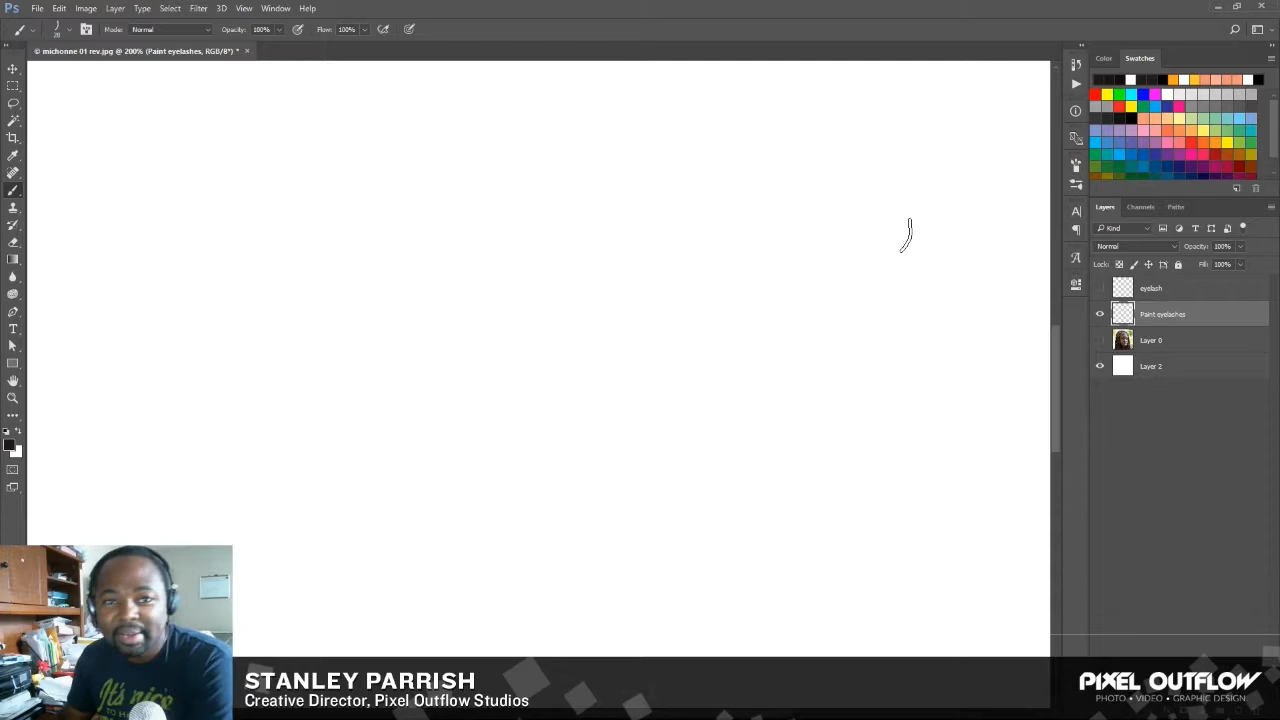 Ps File Edit Image Layer Type Select Filter 3D View Window Help
28 Mode: Normal Opacity: 100% Flow: 100%
© michonne 01 rev.jpg @ 200% (Paint eyelashes, RGB/8*) * ×
Color Swatches
Layers Channels Paths
Kind
Normal Opacity: 100%
Lock: Fill: 100%
eyelash
Paint eyelashes
Layer 0
Layer 2
It's nice
STANLEY PARRISH
Creative Director, Pixel Outflow Studios
PIXEL OUTFLOW
PHOTO • VIDEO • GRAPHIC DESIGN